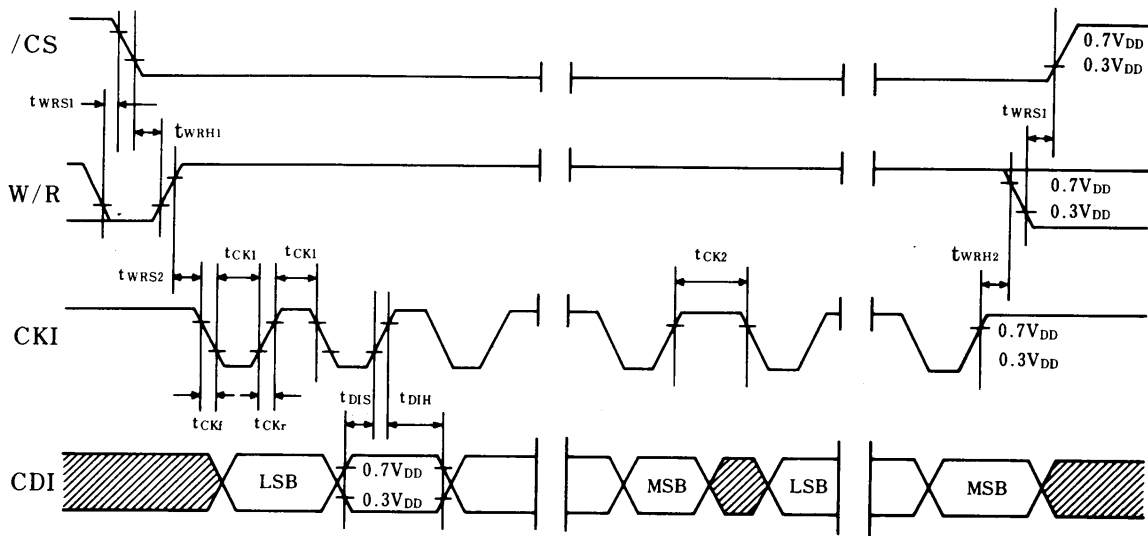 /CS
0.7VDD
0.3VDD
tWRS1
tWRH1
tWRS1
W/R
0.7VDD
0.3VDD
tWRS2
tCK1
tCK1
tCK2
tWRH2
CKI
0.7VDD
0.3VDD
tCKf
tCKr
tDIS
tDIH
CDI
LSB
0.7VDD
0.3VDD
MSB
LSB
MSB